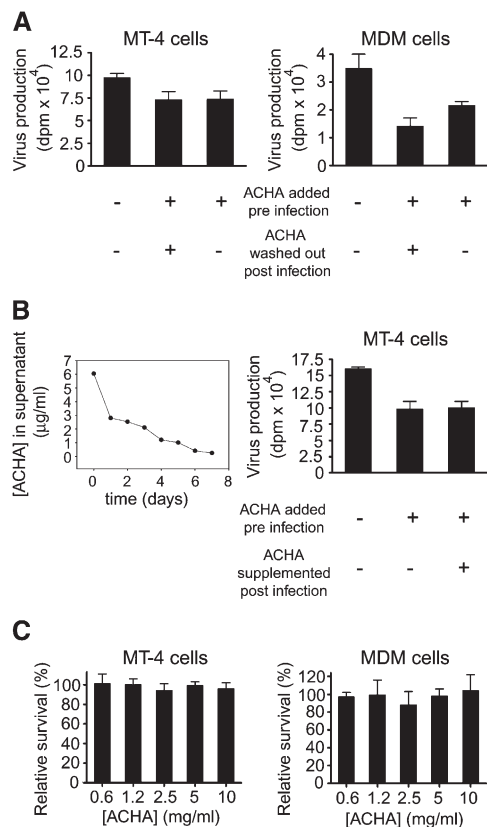 A
MT-4 cells
MDM cells
Virus production
(dpm x 10⁴)
12.5
10
7.5
5
2.5
0
Virus production
(dpm x 10⁴)
4
3
2
1
0
- + + ACHA added pre infection - + +
- + - ACHA washed out post infection - + -
B
[ACHA] in supernatant
(µg/ml)
7
6
5
4
3
2
1
0
0 2 4 6 8
time (days)
MT-4 cells
Virus production
(dpm x 10⁴)
17.5
15
12.5
10
7.5
5
2.5
0
ACHA added
pre infection - + +
ACHA
supplemented
post infection - - +
C
MT-4 cells
Relative survival (%)
100
80
60
40
20
0
0.6 1.2 2.5 5 10
[ACHA] (mg/ml)
MDM cells
Relative survival (%)
120
100
80
60
40
20
0
0.6 1.2 2.5 5 10
[ACHA] (mg/ml)